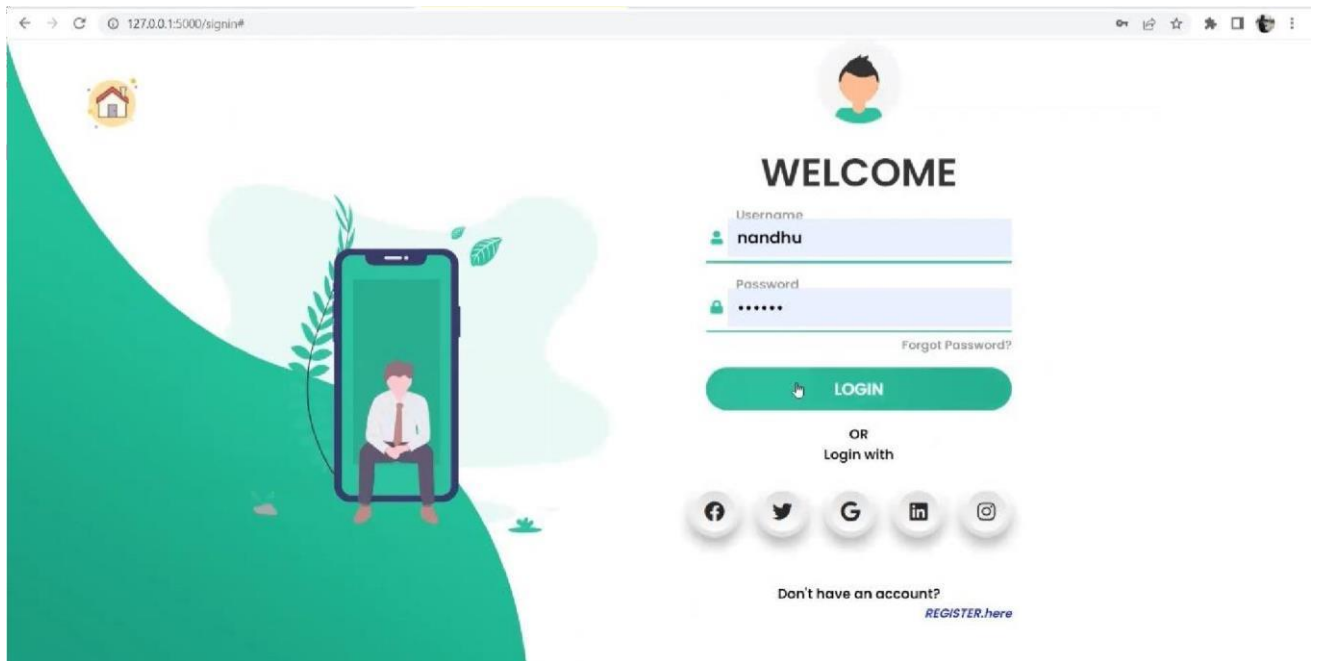 127.0.0.1:5000/signin#
WELCOME
Username
nandhu
Password
••••••
Forgot Password?
LOGIN
OR
Login with
Don't have an account?
REGISTER.here